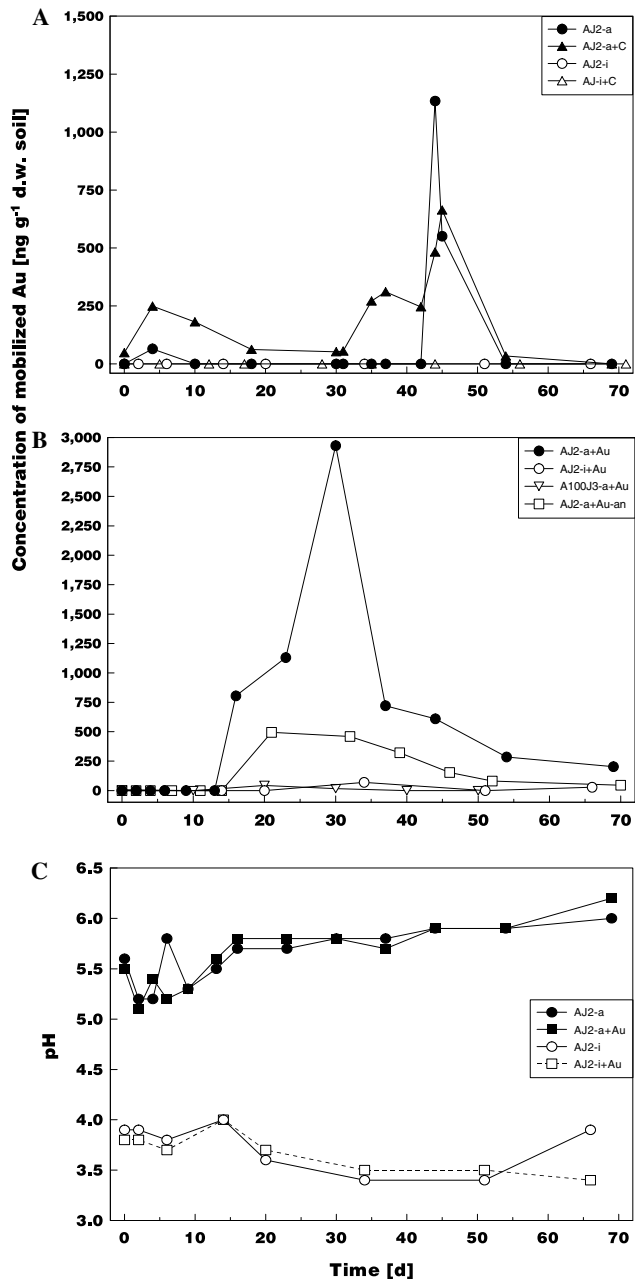 Concentration of mobilized Au [ng g-1 d.w. soil]
A
1,500
1,250
1,000
750
500
250
0
AJ2-a
AJ2-a+C
AJ2-i
AJ-i+C
0 10 20 30 40 50 60 70
B
3,000
2,750
2,500
2,250
2,000
1,750
1,500
1,250
1,000
750
500
250
0
AJ2-a+Au
AJ2-i+Au
A100J3-a+Au
AJ2-a+Au-an
0 10 20 30 40 50 60 70
C
pH
6.5
6.0
5.5
5.0
4.5
4.0
3.5
3.0
AJ2-a
AJ2-a+Au
AJ2-i
AJ2-i+Au
0 10 20 30 40 50 60 70
Time [d]